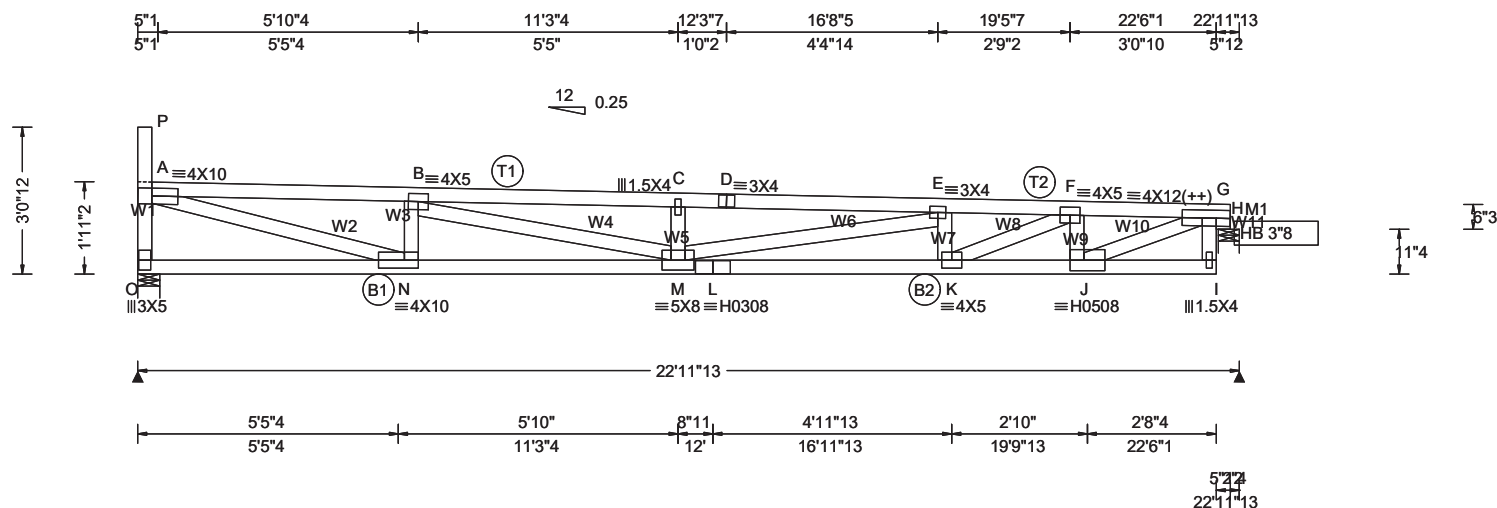 5"1 5'10"4 11'3"4 12'3"7 16'8"5 19'5"7 22'6"1 22'11"13
5"1 5'5"4 5'5" 1'0"2 4'4"14 2'9"2 3'0"10 5"12
12 0.25
P
A ≡4X10
B ≡4X5
T1
|||1.5X4 C
D ≡3X4
E ≡3X4
T2
F ≡4X5 ≡4X12(++) G
H M1
W1 W2 W3 W4 W5 W6 W7 W8 W9 W10 W11
HB 3"8
3'0"12
1'11"2
6"3
11"4
O B1 N M L B2 K J I
|||3X5 ≡4X10 ≡5X8 ≡H0308 ≡4X5 ≡H0508 |||1.5X4
22'11"13
5'5"4 5'10" 8"11 4'11"13 2'10" 2'8"4
5'5"4 11'3"4 12' 16'11"13 19'9"13 22'6"1
22'11"13